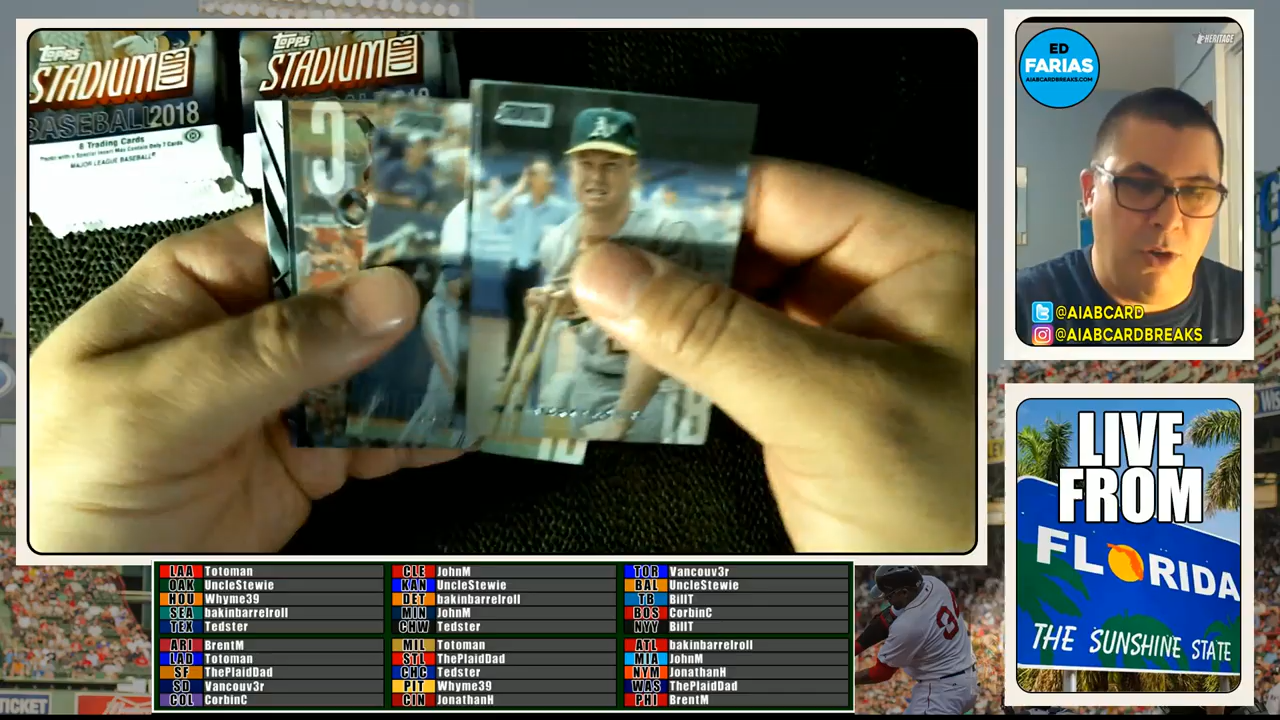 TOPPS
STADIUM CLUB
BASEBALL 2018
8 Trading Cards
MAJOR LEAGUE BASEBALL®
TOPPS
STADIUM CLUB
A's
HERITAGE
ED
FARIAS
AIABCARDBREAKS.COM
@AIABCARD
@AIABCARDBREAKS
LIVE
FROM
FLORIDA
THE SUNSHINE STATE
LAA Totoman
OAK UncleStewie
HOU Whyme39
SEA bakinbarrelroll
TEX Tedster
CLE JohnM
KAN UncleStewie
DET bakinbarrelroll
MIN JohnM
CHW Tedster
TOR Vancouv3r
BAL UncleStewie
TB BillT
BOS CorbinC
NYY BillT
ARI BrentM
LAD Totoman
SF ThePlaidDad
SD Vancouv3r
COL CorbinC
MIL Totoman
STL ThePlaidDad
CHC Tedster
PIT Whyme39
CIN JonathanH
ATL bakinbarrelroll
MIA JohnM
NYM JonathanH
WAS ThePlaidDad
PHI BrentM
TICKET